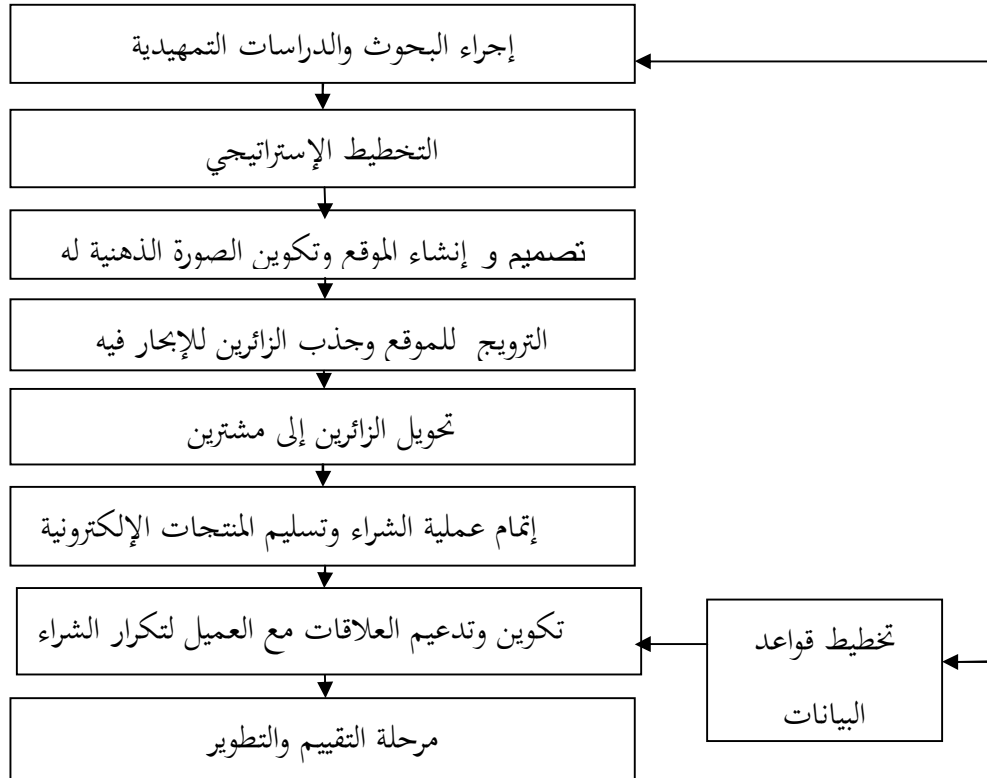 إجراء البحوث والدراسات التمهيدية
التخطيط الإستراتيجي
تصميم و إنشاء الموقع وتكوين الصورة الذهنية له
الترويج للموقع وجذب الزائرين للإبحار فيه
تحويل الزائرين إلى مشترين
إتمام عملية الشراء وتسليم المنتجات الإلكترونية
تكوين وتدعيم العلاقات مع العميل لتكرار الشراء
تخطيط قواعد
البيانات
مرحلة التقييم والتطوير